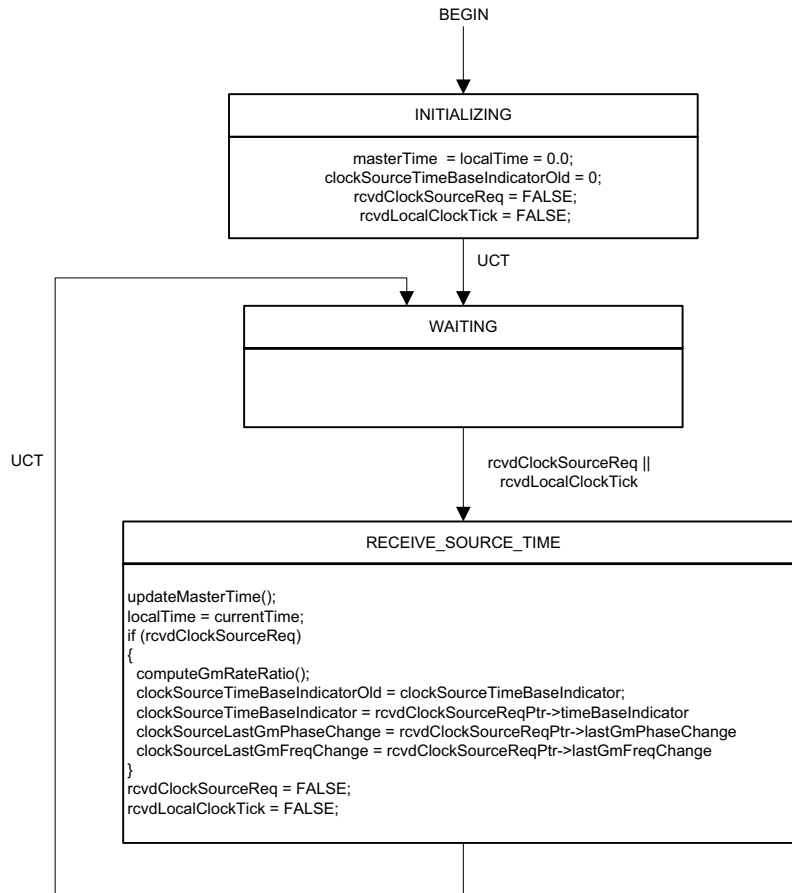 BEGIN
INITIALIZING
masterTime = localTime = 0.0;
clockSourceTimeBaseIndicatorOld = 0;
rcvdClockSourceReq = FALSE;
rcvdLocalClockTick = FALSE;
UCT
WAITING
UCT
rcvdClockSourceReq ||
rcvdLocalClockTick
RECEIVE_SOURCE_TIME
updateMasterTime();
localTime = currentTime;
if (rcvdClockSourceReq)
{
computeGmRateRatio();
clockSourceTimeBaseIndicatorOld = clockSourceTimeBaseIndicator;
clockSourceTimeBaseIndicator = rcvdClockSourceReqPtr->timeBaseIndicator
clockSourceLastGmPhaseChange = rcvdClockSourceReqPtr->lastGmPhaseChange
clockSourceLastGmFreqChange = rcvdClockSourceReqPtr->lastGmFreqChange
}
rcvdClockSourceReq = FALSE;
rcvdLocalClockTick = FALSE;